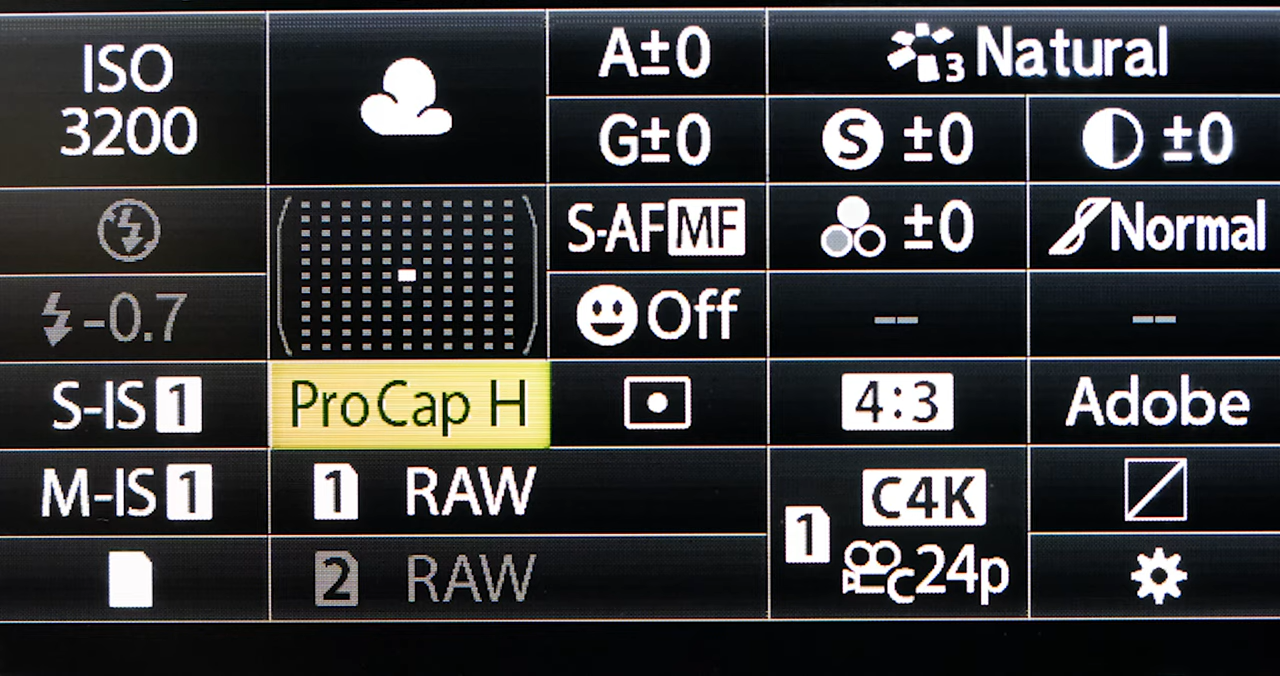 ISO
3200
A±0
3 Natural
G±0
S ±0
±0
S-AF MF
±0
Normal
-0.7
Off
--
--
S-IS 1
ProCap H
4:3
Adobe
M-IS 1
1 RAW
1 C4K
C 24p
2 RAW